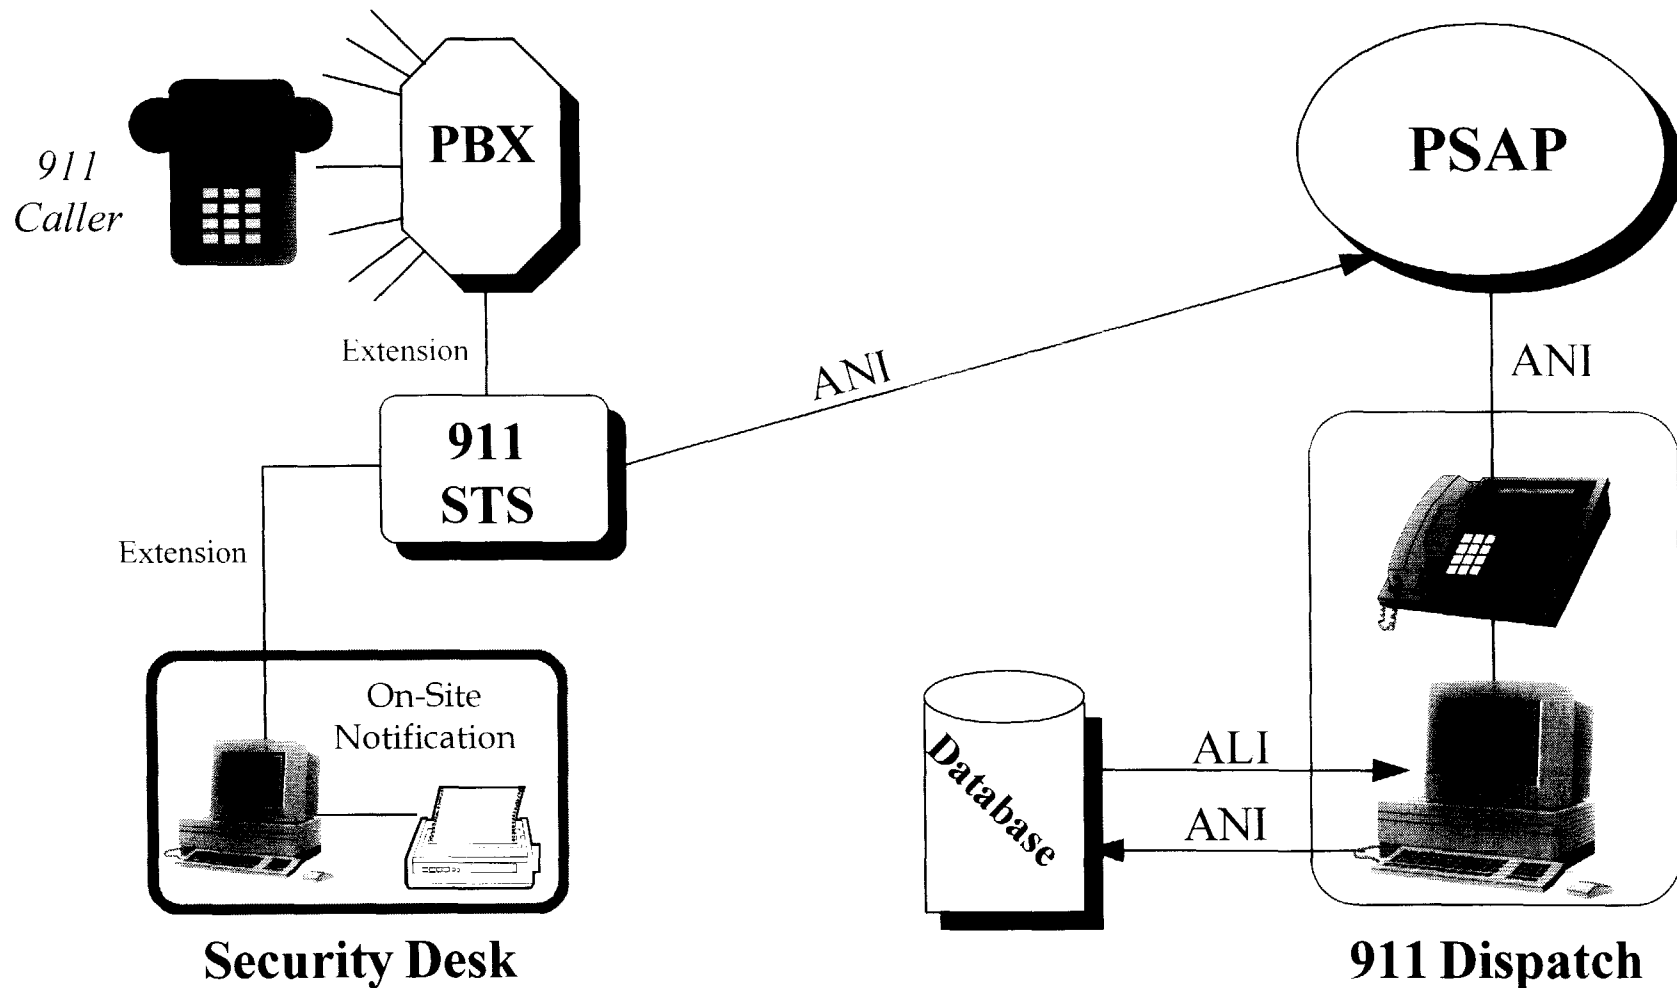 911
Caller
PBX
PSAP
Extension
ANI
ANI
911
STS
Extension
On-Site
Notification
Database
ALI
ANI
Security Desk
911 Dispatch